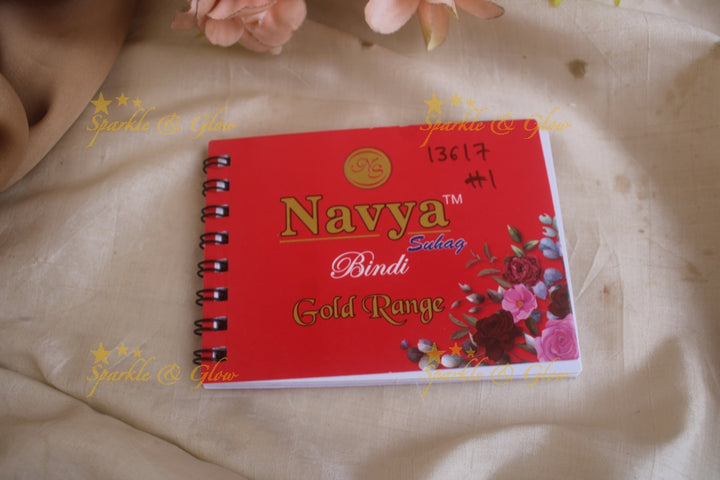 Sparkle & Glow
Sparkle & Glow
13617
#1
NS
Navya™
Suhag
Bindi
Gold Range
Sparkle & Glow
Sparkle & Glow